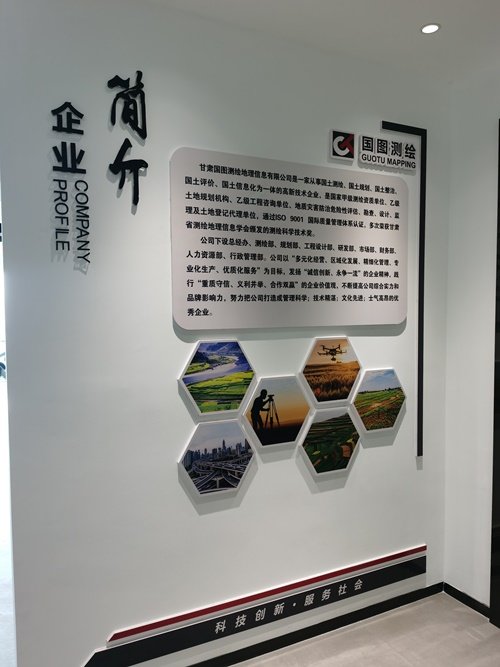 简介
企业
COMPANY
PROFILE
国图测绘
GUOTU MAPPING
甘肃国图测绘地理信息有限公司是一家从事国土测绘、国土规划、国土整治、
国土评价、国土信息化为一体的高新技术企业，是国家甲级测绘资质单位、乙级
土地规划机构、乙级工程咨询单位、地质灾害防治危险性评估、勘查、设计、监
理及土地登记代理单位，通过ISO 9001 国际质量管理体系认证，多次荣获甘肃
省测绘地理信息学会颁发的测绘科学技术奖。
公司下设总经办、测绘部、规划部、工程设计部、研发部、市场部、财务部、
人力资源部、行政管理部。公司以“多元化经营、区域化发展、精细化管理、专
业化生产、优质化服务”为目标，发扬“诚信创新、永争一流”的企业精神，践
行“重质守信、义利并举、合作双赢”的企业价值观，不断提高公司综合实力和
品牌影响力，努力把公司打造成管理科学；技术精湛；文化先进；士气高昂的优
秀企业。
科技创新·服务社会